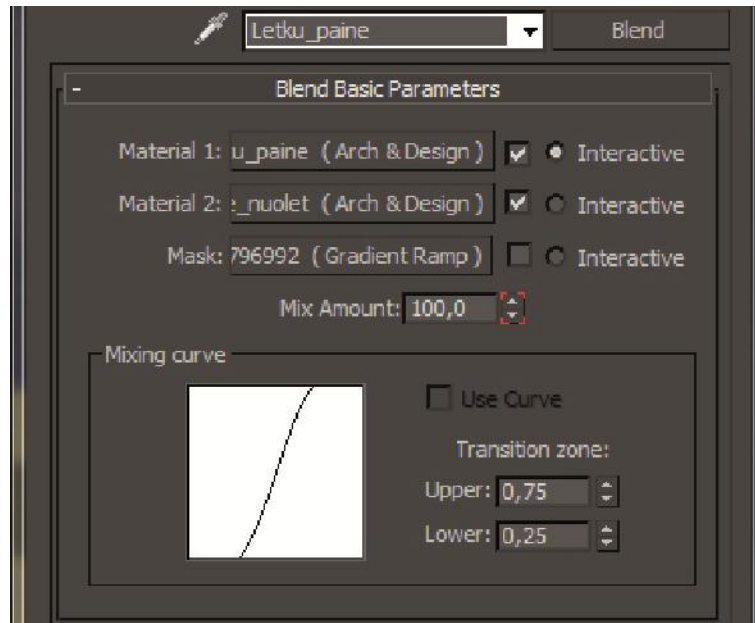 Letku_paine Blend
- Blend Basic Parameters
Material 1: u_paine ( Arch & Design ) Interactive
Material 2: e_nuolet ( Arch & Design ) Interactive
Mask: 796992 ( Gradient Ramp ) Interactive
Mix Amount: 100,0
Mixing curve
Use Curve
Transition zone:
Upper: 0,75
Lower: 0,25